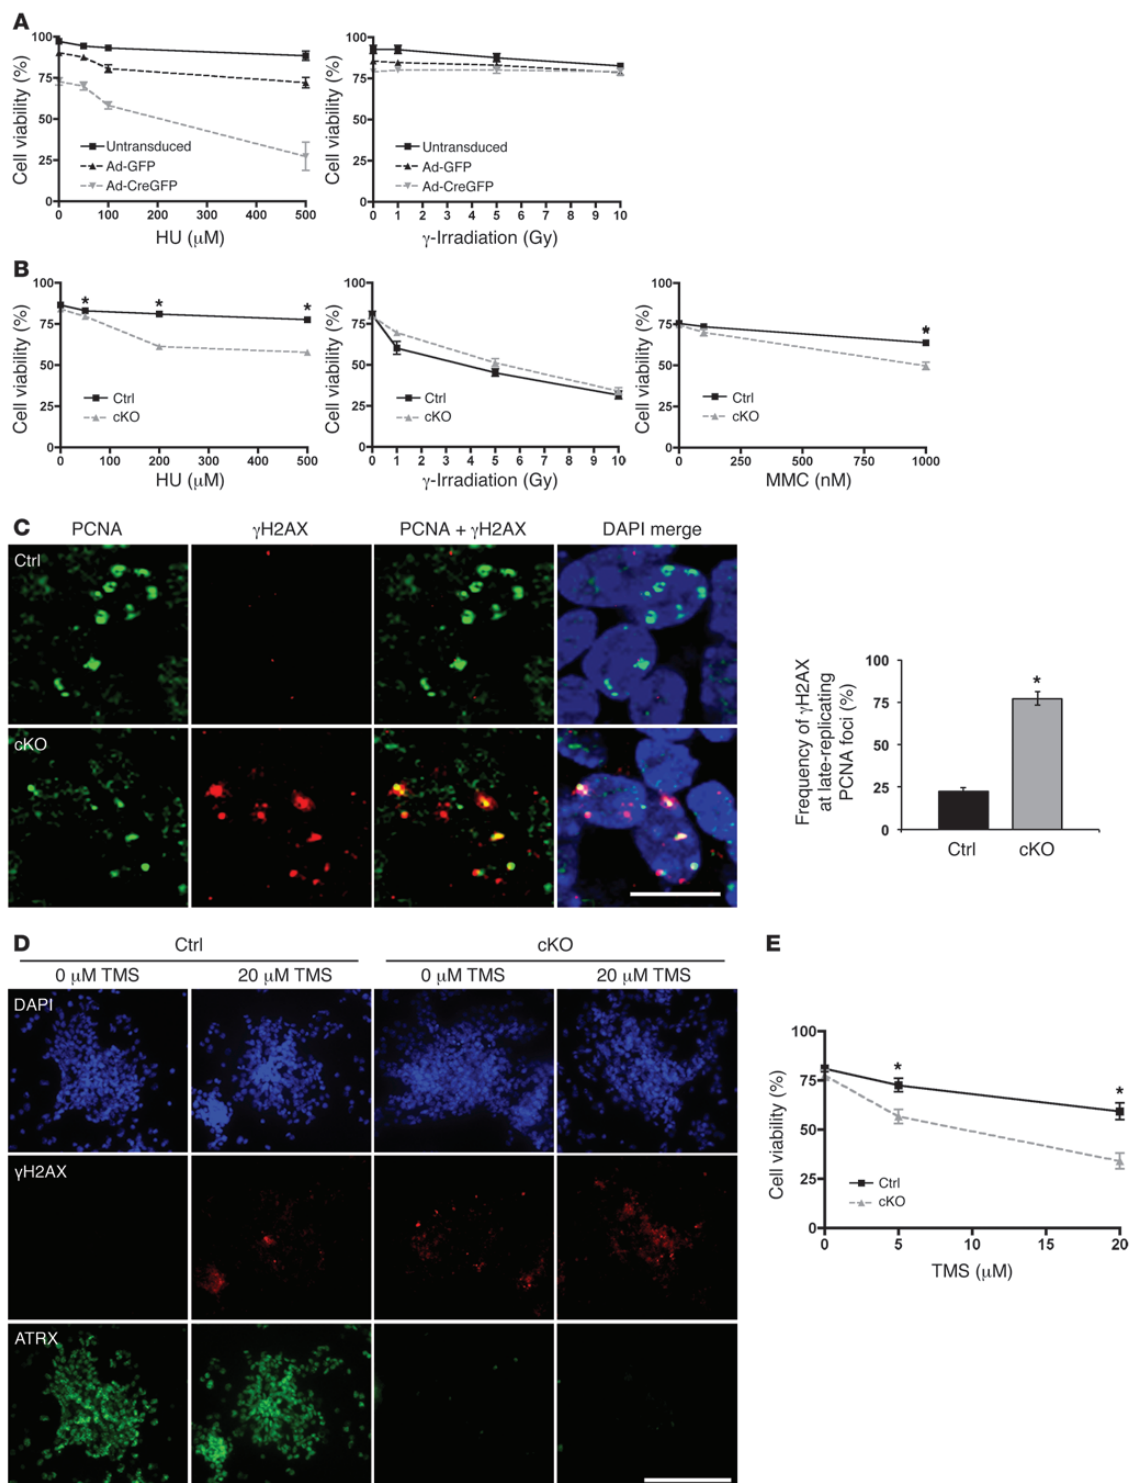 A
Cell viability (%)
100
75
50
25
0
Untransduced
Ad-GFP
Ad-CreGFP
0 100 200 300 400 500
HU (μM)
Cell viability (%)
100
75
50
25
0
Untransduced
Ad-GFP
Ad-CreGFP
0 1 2 3 4 5 6 7 8 9 10
γ-Irradiation (Gy)
B
Cell viability (%)
100
75
50
25
0
* * *
Ctrl
cKO
0 100 200 300 400 500
HU (μM)
Cell viability (%)
100
75
50
25
0
Ctrl
cKO
0 1 2 3 4 5 6 7 8 9 10
γ-Irradiation (Gy)
Cell viability (%)
100
75
50
25
0
*
Ctrl
cKO
0 250 500 750 1000
MMC (nM)
C
PCNA γH2AX PCNA + γH2AX DAPI merge
Ctrl
cKO
Frequency of γH2AX
at late-replicating
PCNA foci (%)
100
75
50
25
0
*
Ctrl cKO
D
Ctrl cKO
0 μM TMS 20 μM TMS 0 μM TMS 20 μM TMS
DAPI
γH2AX
ATRX
E
Cell viability (%)
100
75
50
25
0
* *
Ctrl
cKO
0 5 10 15 20
TMS (μM)